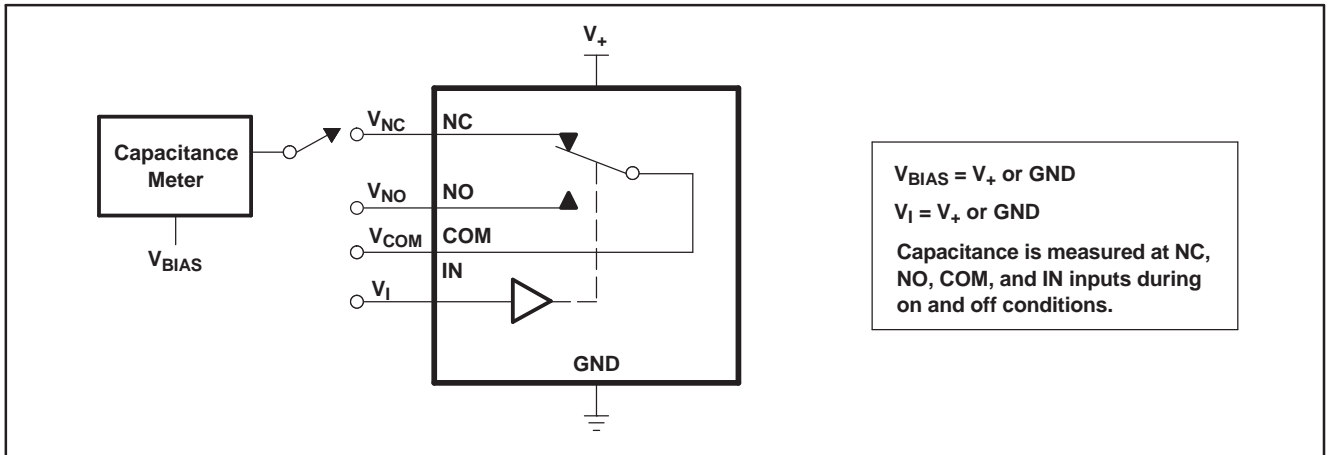 V+
VNC NC
Capacitance
Meter
VNO NO
VCOM COM
VBIAS
IN
VI
GND
VBIAS = V+ or GND
VI = V+ or GND
Capacitance is measured at NC,
NO, COM, and IN inputs during
on and off conditions.